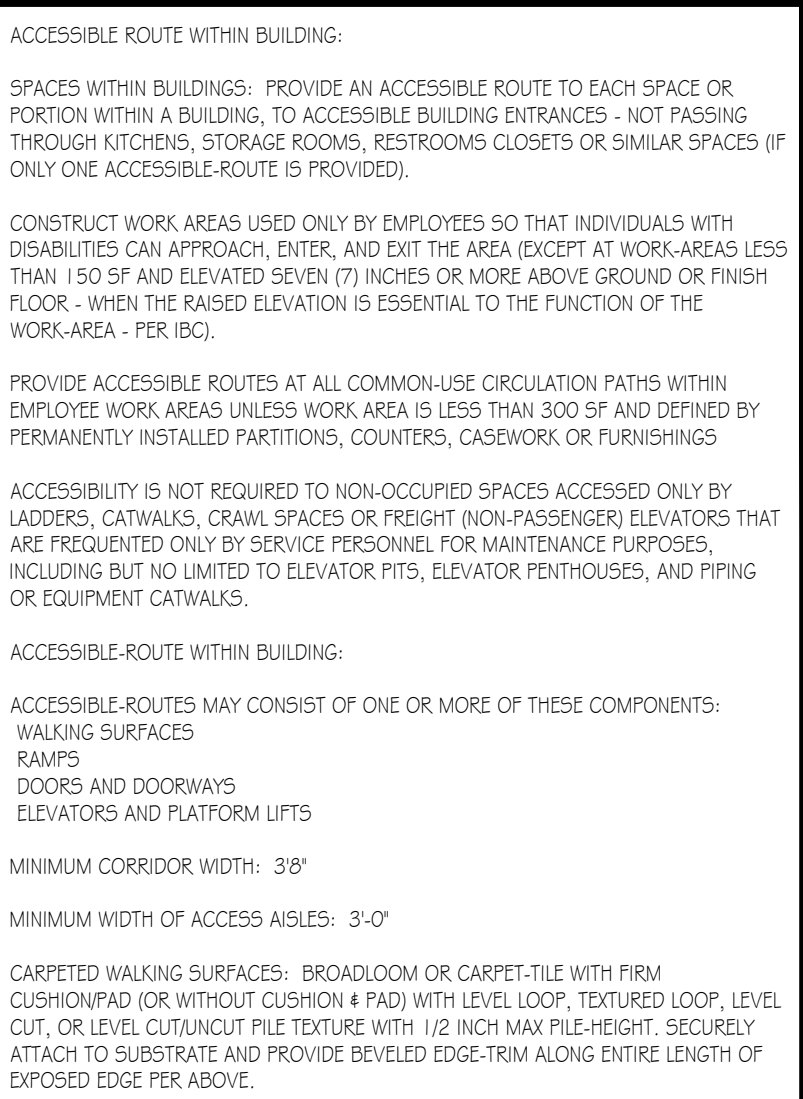 ACCESSIBLE ROUTE WITHIN BUILDING:
SPACES WITHIN BUILDINGS: PROVIDE AN ACCESSIBLE ROUTE TO EACH SPACE OR
PORTION WITHIN A BUILDING, TO ACCESSIBLE BUILDING ENTRANCES - NOT PASSING
THROUGH KITCHENS, STORAGE ROOMS, RESTROOMS CLOSETS OR SIMILAR SPACES (IF
ONLY ONE ACCESSIBLE-ROUTE IS PROVIDED).
CONSTRUCT WORK AREAS USED ONLY BY EMPLOYEES SO THAT INDIVIDUALS WITH
DISABILITIES CAN APPROACH, ENTER, AND EXIT THE AREA (EXCEPT AT WORK-AREAS LESS
THAN 150 SF AND ELEVATED SEVEN (7) INCHES OR MORE ABOVE GROUND OR FINISH
FLOOR - WHEN THE RAISED ELEVATION IS ESSENTIAL TO THE FUNCTION OF THE
WORK-AREA - PER IBC).
PROVIDE ACCESSIBLE ROUTES AT ALL COMMON-USE CIRCULATION PATHS WITHIN
EMPLOYEE WORK AREAS UNLESS WORK AREA IS LESS THAN 300 SF AND DEFINED BY
PERMANENTLY INSTALLED PARTITIONS, COUNTERS, CASEWORK OR FURNISHINGS
ACCESSIBILITY IS NOT REQUIRED TO NON-OCCUPIED SPACES ACCESSED ONLY BY
LADDERS, CATWALKS, CRAWL SPACES OR FREIGHT (NON-PASSENGER) ELEVATORS THAT
ARE FREQUENTED ONLY BY SERVICE PERSONNEL FOR MAINTENANCE PURPOSES,
INCLUDING BUT NO LIMITED TO ELEVATOR PITS, ELEVATOR PENTHOUSES, AND PIPING
OR EQUIPMENT CATWALKS.
ACCESSIBLE-ROUTE WITHIN BUILDING:
ACCESSIBLE-ROUTES MAY CONSIST OF ONE OR MORE OF THESE COMPONENTS:
WALKING SURFACES
RAMPS
DOORS AND DOORWAYS
ELEVATORS AND PLATFORM LIFTS
MINIMUM CORRIDOR WIDTH: 3'8"
MINIMUM WIDTH OF ACCESS AISLES: 3'-0"
CARPETED WALKING SURFACES: BROADLOOM OR CARPET-TILE WITH FIRM
CUSHION/PAD (OR WITHOUT CUSHION & PAD) WITH LEVEL LOOP, TEXTURED LOOP, LEVEL
CUT, OR LEVEL CUT/UNCUT PILE TEXTURE WITH 1/2 INCH MAX PILE-HEIGHT. SECURELY
ATTACH TO SUBSTRATE AND PROVIDE BEVELED EDGE-TRIM ALONG ENTIRE LENGTH OF
EXPOSED EDGE PER ABOVE.